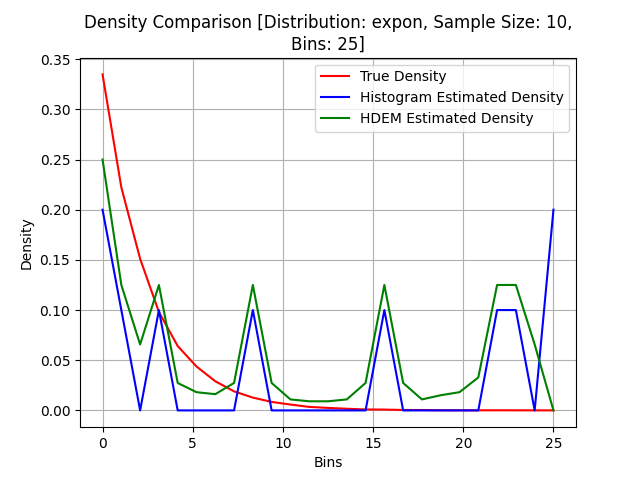 Density Comparison [Distribution: expon, Sample Size: 10,
Bins: 25]
0.35
0.30
0.25
0.20
0.15
0.10
0.05
0.00
Density
True Density
Histogram Estimated Density
HDEM Estimated Density
0 5 10 15 20 25
Bins